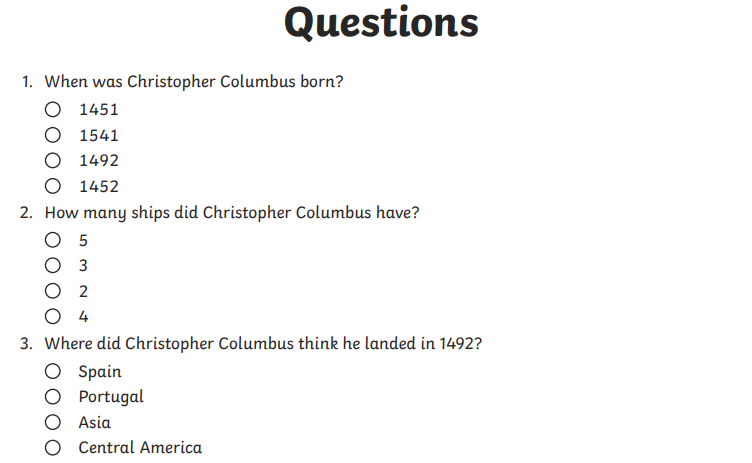 Questions
1. When was Christopher Columbus born?
1451
1541
1492
1452
2. How many ships did Christopher Columbus have?
5
3
2
4
3. Where did Christopher Columbus think he landed in 1492?
Spain
Portugal
Asia
Central America